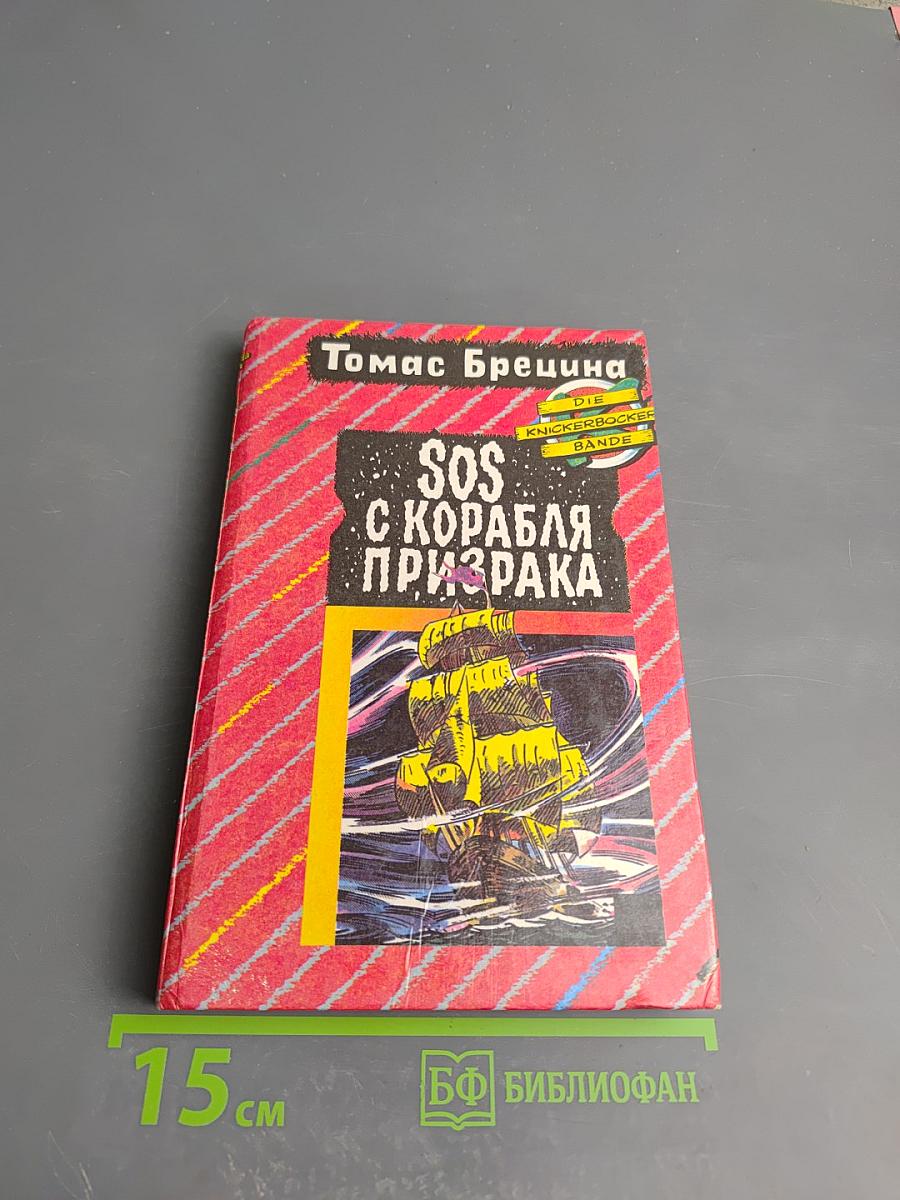 Томас Брецина
DIE
KNICKERBOCKER
BANDE
SOS
С КОРАБЛЯ
ПРИЗРАКА
15 см
БФ БИБЛИОФАН